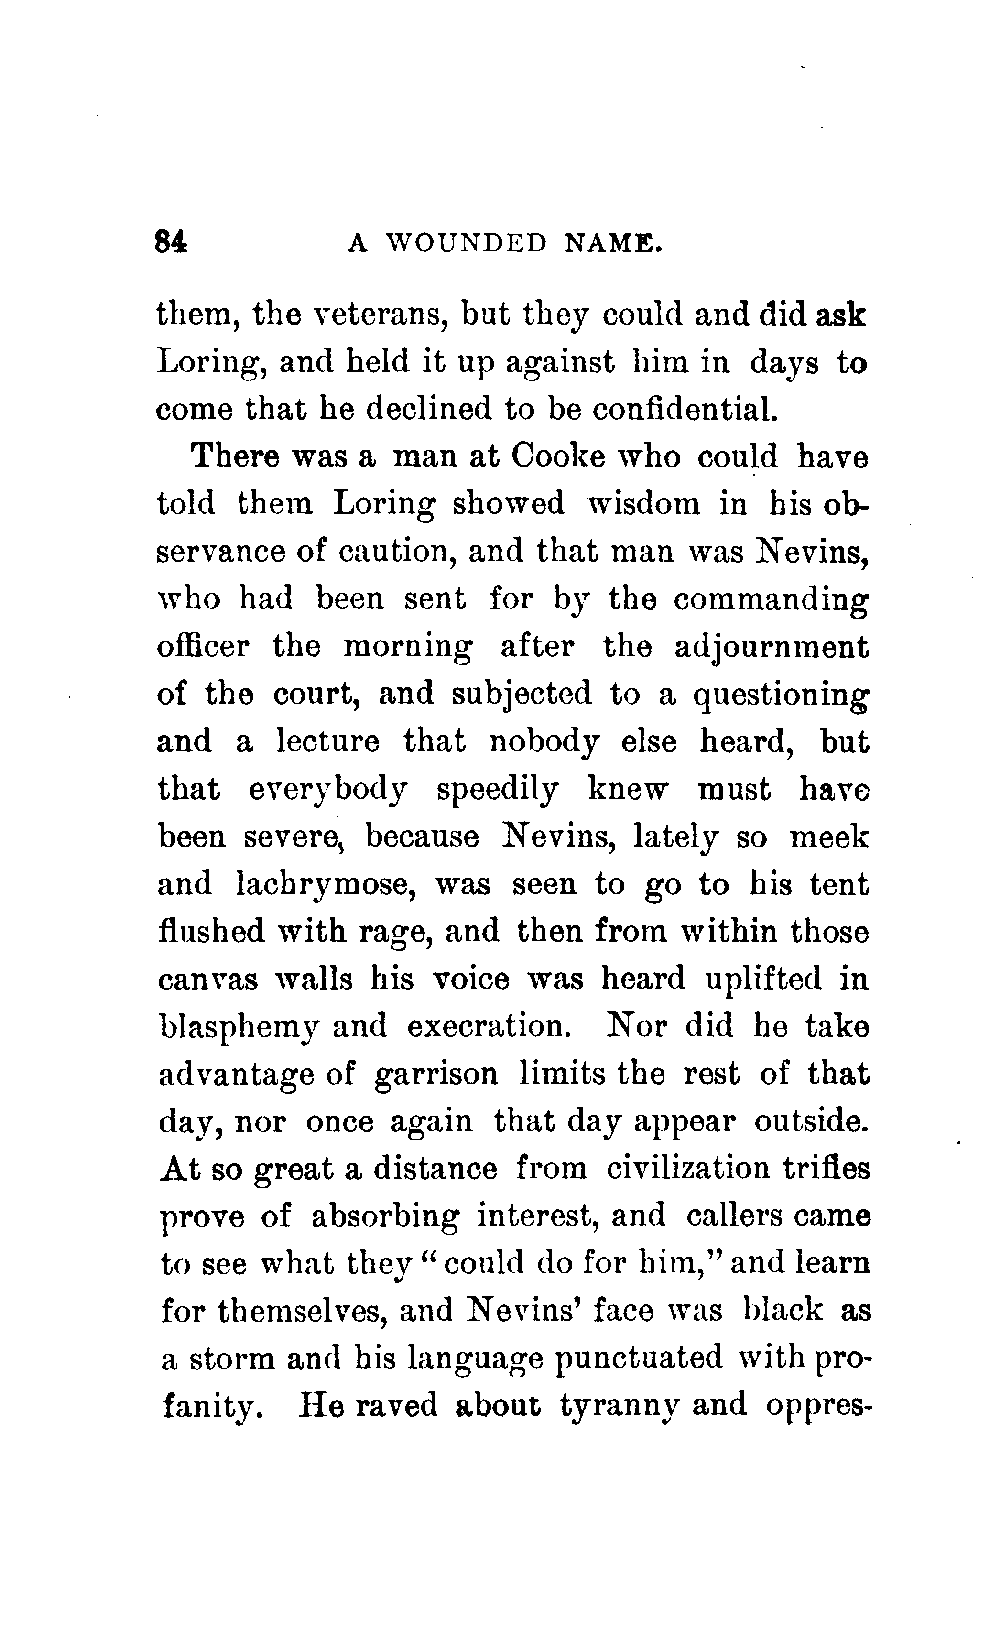 84 A WOUNDED NAME.
them, the veterans, but they could and did ask
Loring, and held it up against him in days to
come that he declined to be confidential.
There was a man at Cooke who could have
told them Loring showed wisdom in his ob-
servance of caution, and that man was Nevins,
who had been sent for by the commanding
officer the morning after the adjournment
of the court, and subjected to a questioning
and a lecture that nobody else heard, but
that everybody speedily knew must have
been severe, because Nevins, lately so meek
and lachrymose, was seen to go to his tent
flushed with rage, and then from within those
canvas walls his voice was heard uplifted in
blasphemy and execration. Nor did he take
advantage of garrison limits the rest of that
day, nor once again that day appear outside.
At so great a distance from civilization trifles
prove of absorbing interest, and callers came
to see what they “could do for him,” and learn
for themselves, and Nevins’ face was black as
a storm and his language punctuated with pro-
fanity. He raved about tyranny and oppres-